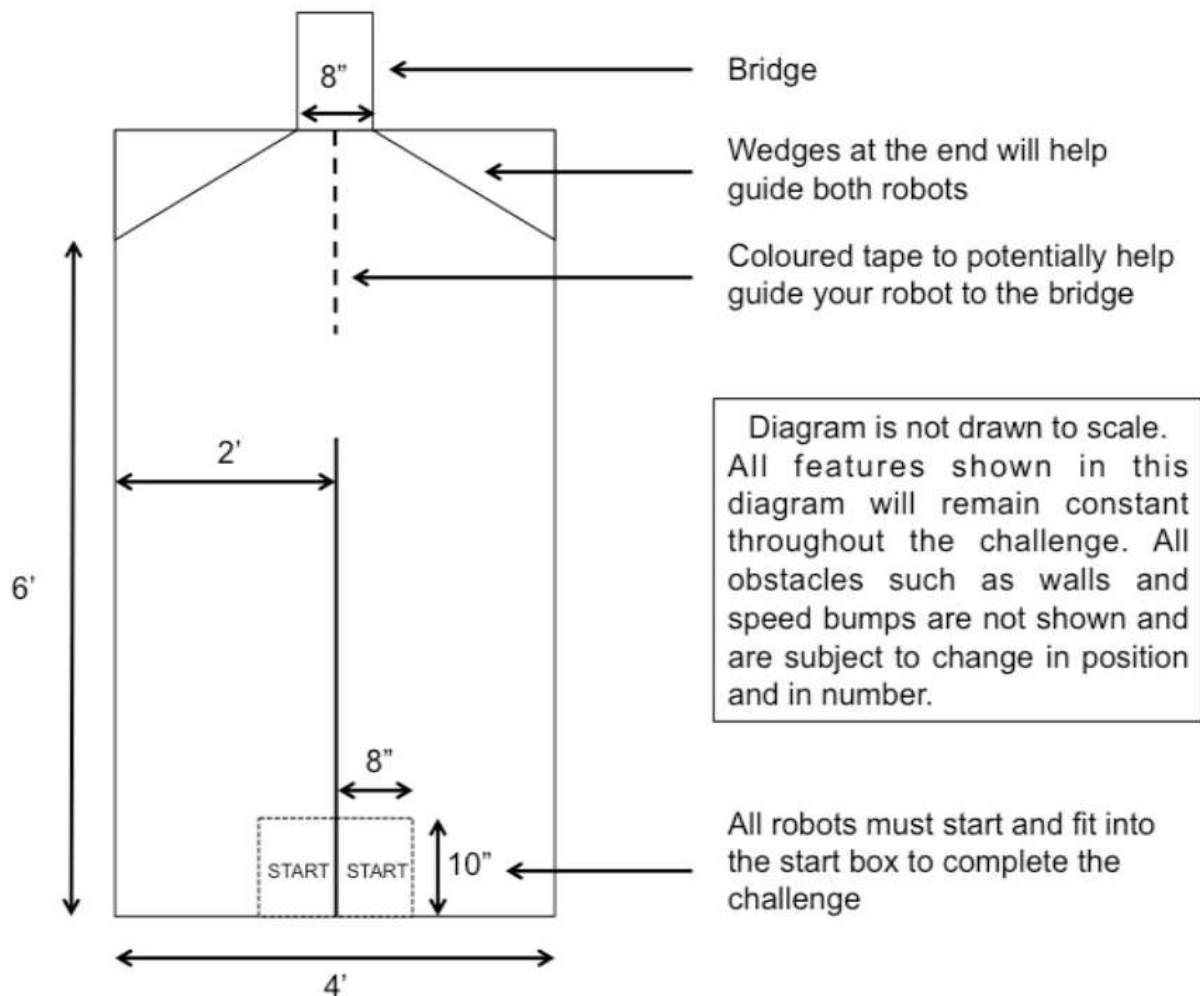 8”
Bridge
Wedges at the end will help
guide both robots
Coloured tape to potentially help
guide your robot to the bridge
2’
Diagram is not drawn to scale.
All features shown in this
diagram will remain constant
throughout the challenge. All
obstacles such as walls and
speed bumps are not shown and
are subject to change in position
and in number.
6’
8”
START START
10”
All robots must start and fit into
the start box to complete the
challenge
4’